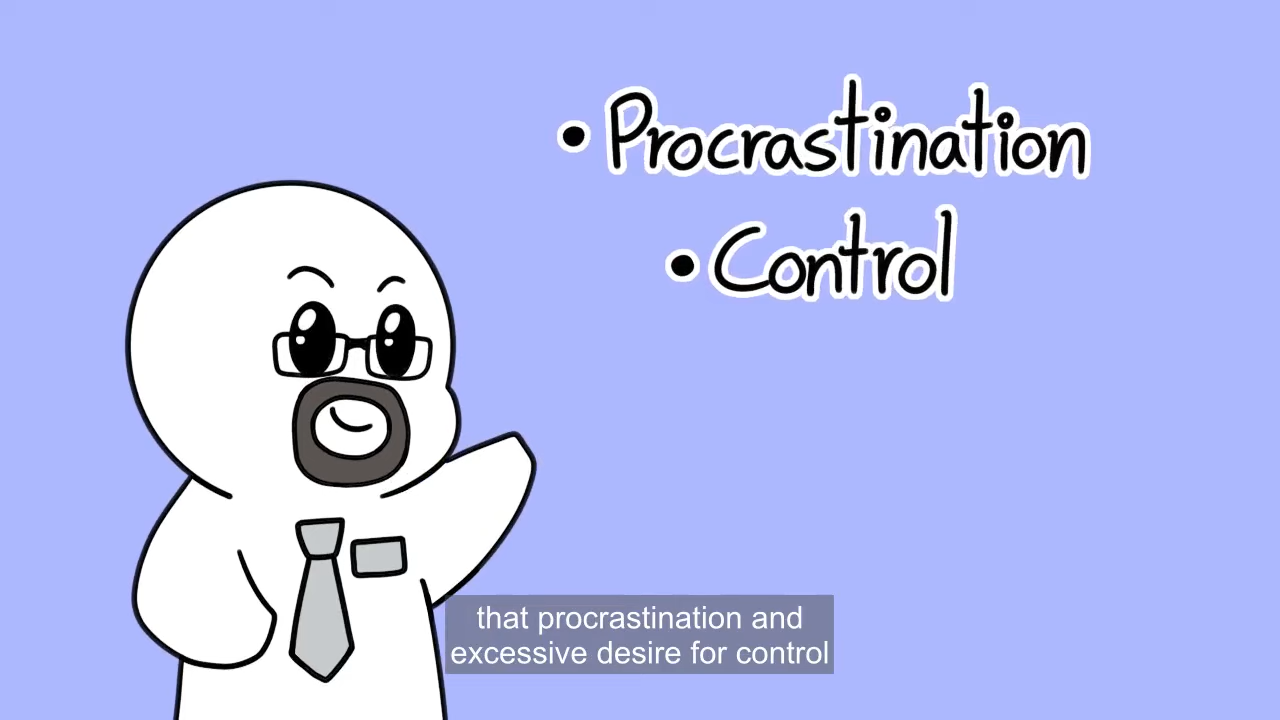 • Procrastination
• Control
that procrastination and
excessive desire for control